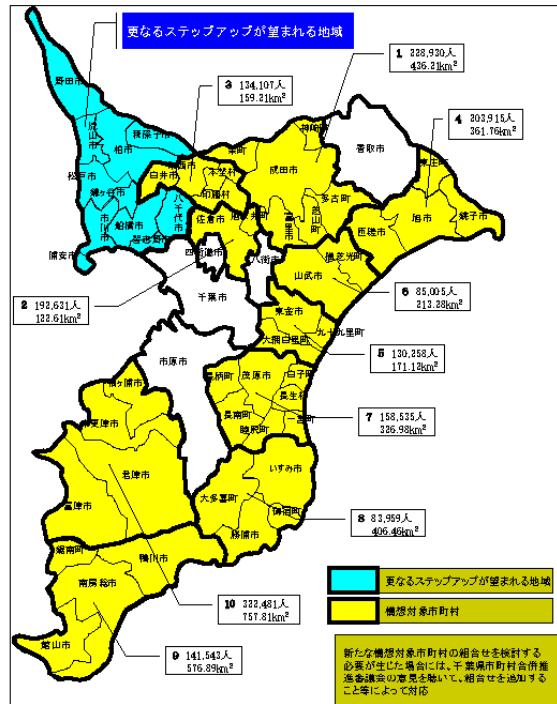 更なるステップアップが望まれる地域
1 228,930人
436.21km²
3 134,107人
159.21km²
4 203,915人
361.76km²
野田市
流山市
柏市
我孫子市
松戸市
鎌ヶ谷市
市川市
船橋市
八千代市
習志野市
浦安市
白井市
印西市
本埜村
印旛村
栄町
成田市
神崎町
香取市
東庄町
多古町
芝山町
富里市
旭市
銚子市
匝瑳市
佐倉市
酒々井町
四街道市
八街市
横芝光町
山武市
千葉市
2 192,631人
122.61km²
6 85,005人
213.28km²
東金市
九十九里町
大網白里町
5 130,258人
171.12km²
市原市
袖ヶ浦市
木更津市
君津市
富津市
長柄町
茂原市
白子町
長生村
長南町
一宮町
睦沢町
7 158,535人
326.98km²
いすみ市
大多喜町
御宿町
勝浦市
8 83,959人
406.46km²
鋸南町
鴨川市
南房総市
館山市
10 322,481人
757.81km²
9 141,543人
576.89km²
更なるステップアップが望まれる地域
構想対象市町村
新たな構想対象市町村の組合せを検討する
必要が生じた場合には、千葉県市町村合併推
進審議会の意見を聴いて、組合せを追加する
こと等によって対応